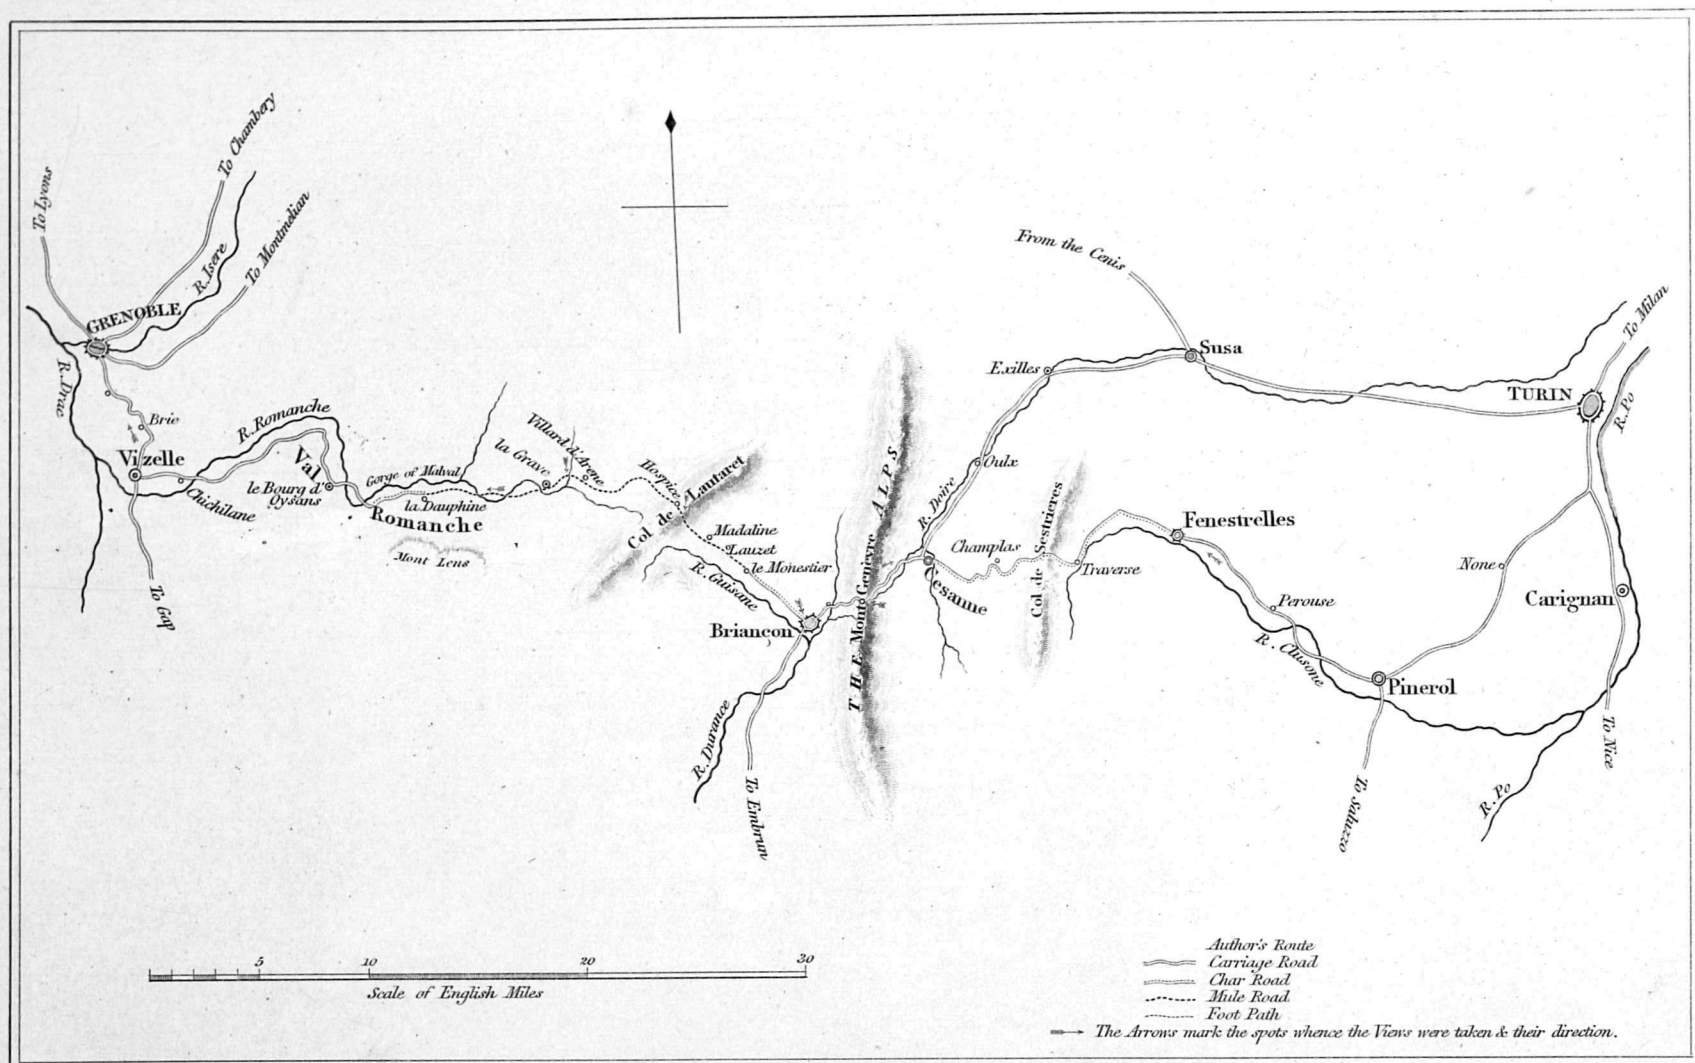 To Lyons
To Chambery
R. Isere
To Montmelian
GRENOBLE
R. Drac
Brie
Vizelle
Chichilane
To Gap
R. Romanche
Val
le Bourg d'
Oysans
Gorge of Malval
la Dauphine
Romanche
Mont Lens
la Grave
Villard d'Arene
Hospice
Col de Lautaret
Madaline
Lauzet
le Monestier
R. Guisane
Briançon
R. Durance
To Embrun
THE ALPS
Mont Genevre
R. Doire
Cesanne
Oulx
Exilles
From the Cenis
Susa
Champlas
Col de Sestrieres
Traverse
Fenestrelles
Perouse
R. Clusone
Pinerol
To Saluzzo
None
Carignan
To Nice
R. Po
TURIN
R. Po
To Milan
5 10 20 30
Scale of English Miles
Author's Route
Carriage Road
Char Road
Mule Road
Foot Path
The Arrows mark the spots whence the Views were taken & their direction.